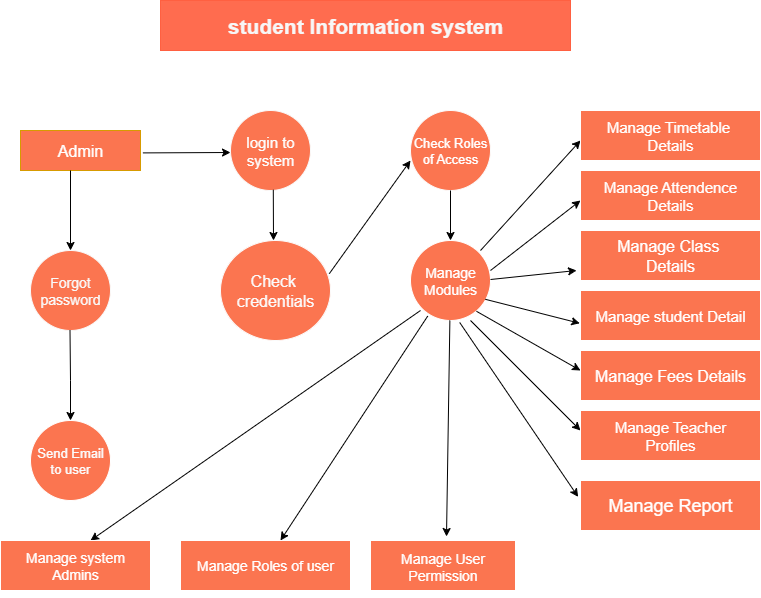 student Information system
Admin
login to
system
Check Roles
of Access
Manage Timetable
Details
Manage Attendence
Details
Manage Class
Details
Forgot
password
Check
credentials
Manage
Modules
Manage student Detail
Manage Fees Details
Manage Teacher
Profiles
Send Email
to user
Manage Report
Manage system
Admins
Manage Roles of user
Manage User
Permission